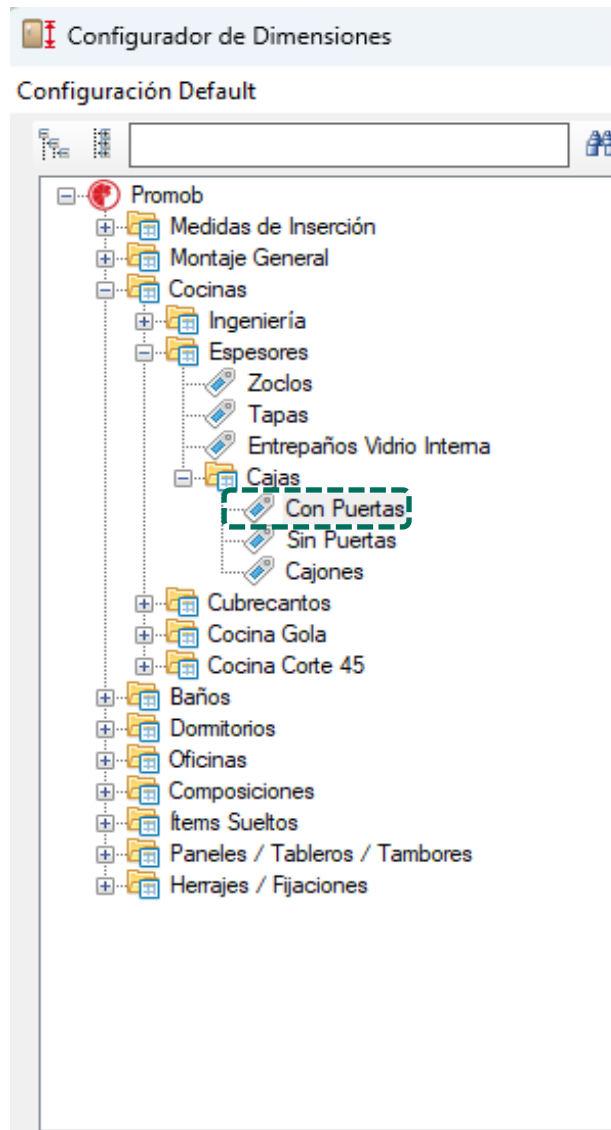 Configurador de Dimensiones
Configuración Default
Promob
Medidas de Inserción
Montaje General
Cocinas
Ingeniería
Espesores
Zoclos
Tapas
Entrepaños Vidrio Interna
Cajas
Con Puertas
Sin Puertas
Cajones
Cubrecantos
Cocina Gola
Cocina Corte 45
Baños
Dormitorios
Oficinas
Composiciones
Ítems Sueltos
Paneles / Tableros / Tambores
Herrajes / Fijaciones